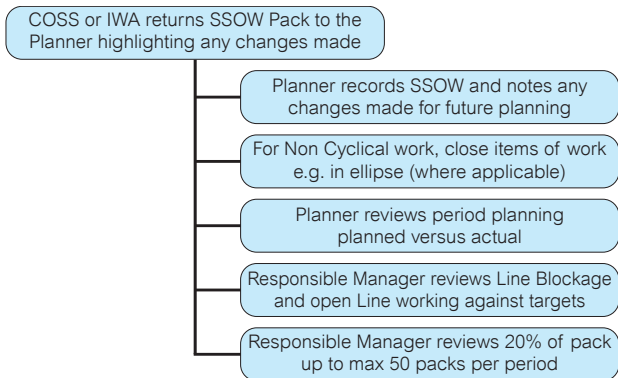 COSS or IWA returns SSOW Pack to the
Planner highlighting any changes made
Planner records SSOW and notes any
changes made for future planning
For Non Cyclical work, close items of work
e.g. in ellipse (where applicable)
Planner reviews period planning
planned versus actual
Responsible Manager reviews Line Blockage
and open Line working against targets
Responsible Manager reviews 20% of pack
up to max 50 packs per period